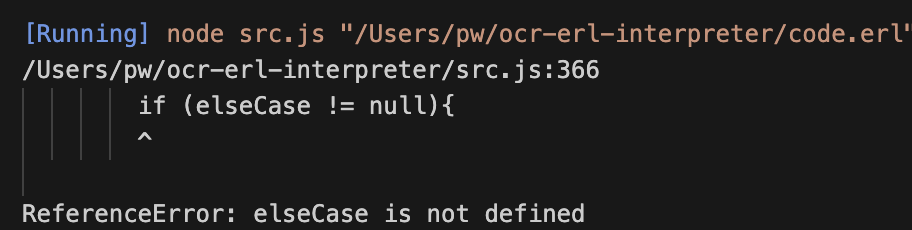 [Running] node src.js "/Users/pw/ocr-erl-interpreter/code.erl"
/Users/pw/ocr-erl-interpreter/src.js:366
if (elseCase != null){
^
ReferenceError: elseCase is not defined